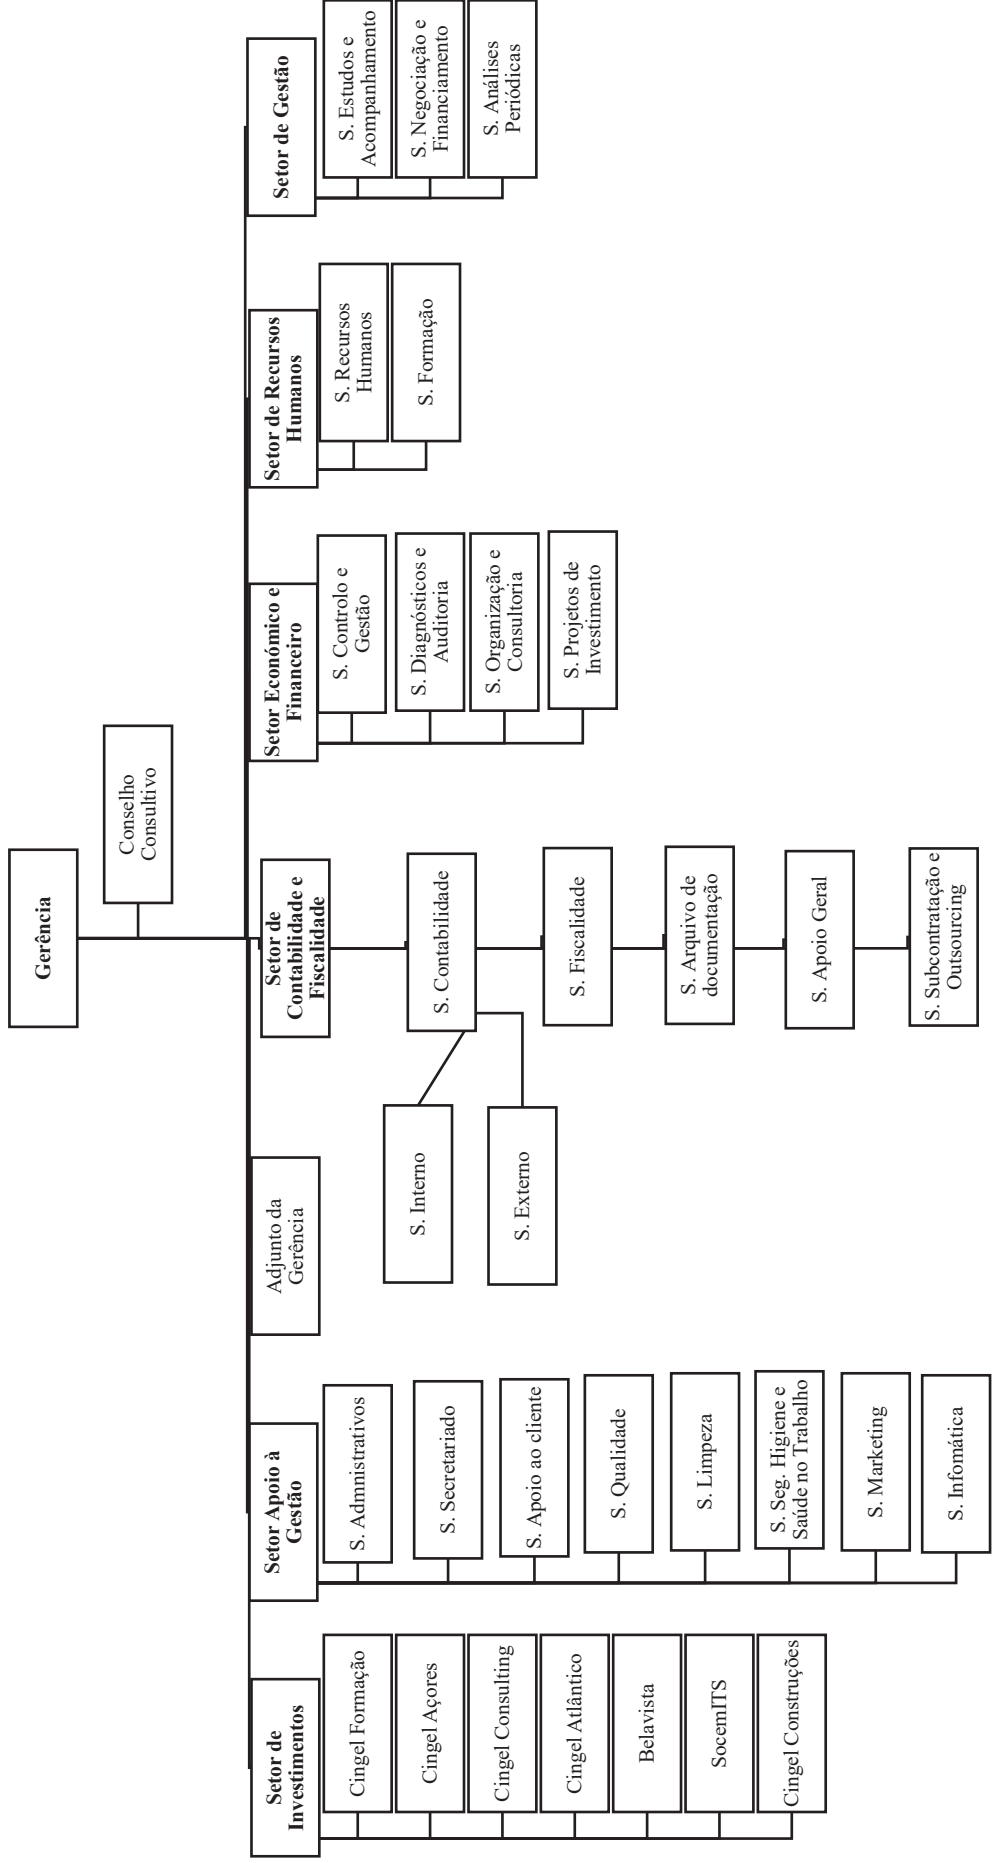 Gerência
Conselho
Consultivo
Setor de
Investimentos
Cingel Formação
Cingel Açores
Cingel Consulting
Cingel Atlântico
Belavista
SocemITS
Cingel Construções
Setor Apoio à
Gestão
S. Admnistrativos
S. Secretariado
S. Apoio ao cliente
S. Qualidade
S. Limpeza
S. Seg. Higiene e
Saúde no Trabalho
S. Marketing
S. Infomática
Adjunto da
Gerência
Setor de
Contabilidade e
Fiscalidade
S. Contabilidade
S. Interno
S. Externo
S. Fiscalidade
S. Arquivo de
documentação
S. Apoio Geral
S. Subcontratação e
Outsourcing
Setor Económico e
Financeiro
S. Controlo e
Gestão
S. Diagnósticos e
Auditoria
S. Organização e
Consultoria
S. Projetos de
Investimento
Setor de Recursos
Humanos
S. Recursos
Humanos
S. Formação
Setor de Gestão
S. Estudos e
Acompanhamento
S. Negociação e
Financiamento
S. Análises
Periódicas